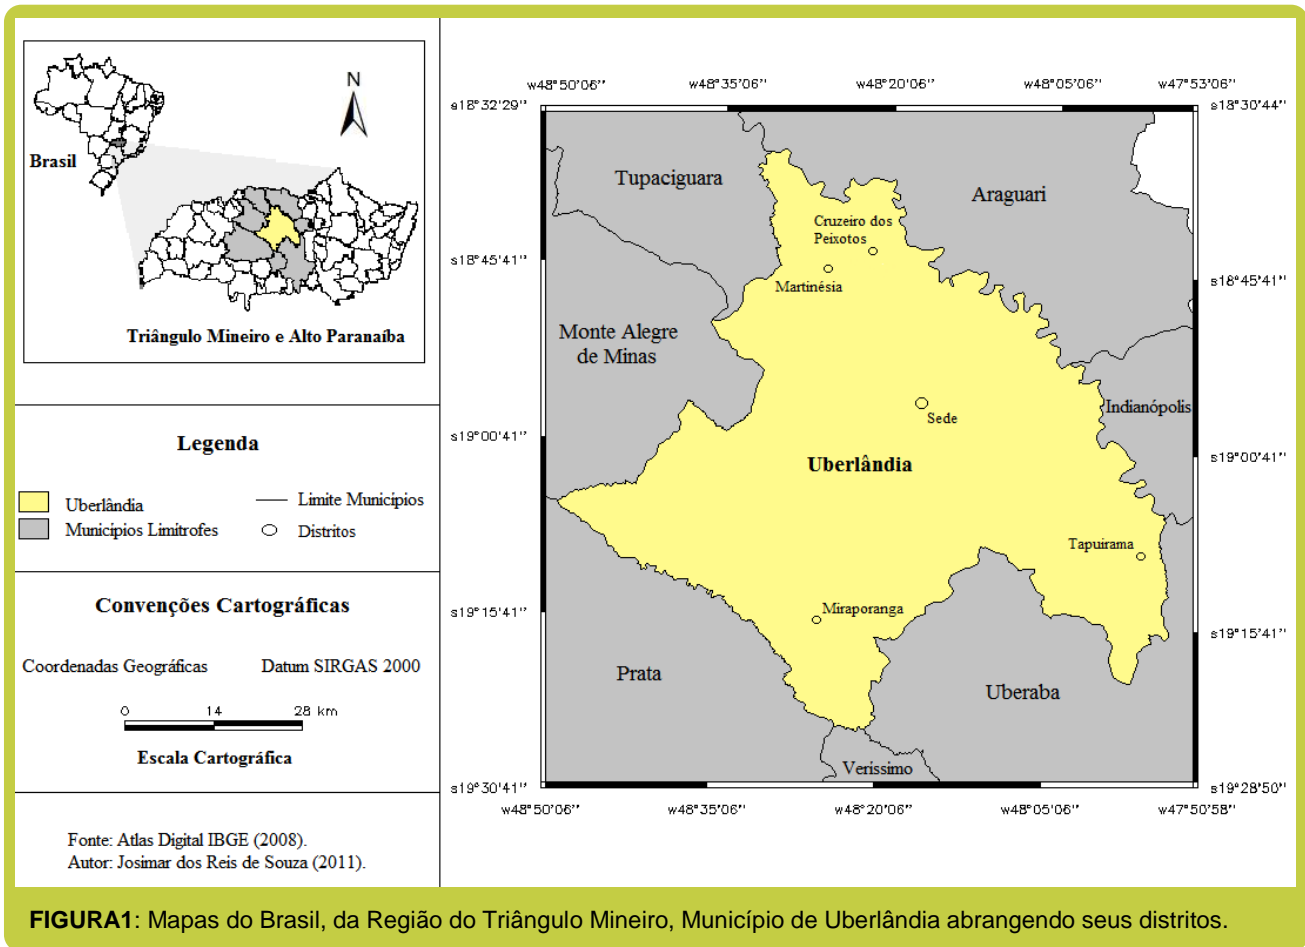 N
Brasil
Triângulo Mineiro e Alto Paranaíba
Legenda
Uberlândia
Limite Municípios
Municípios Limítrofes
Distritos
Convenções Cartográficas
Coordenadas Geográficas
Datum SIRGAS 2000
0 14 28 km
Escala Cartográfica
Fonte: Atlas Digital IBGE (2008).
Autor: Josimar dos Reis de Souza (2011).
w48°50'06'' w48°35'06'' w48°20'06'' w48°05'06'' w47°53'06''
s18°32'29''
s18°30'44''
Tupaciguara
Araguari
Cruzeiro dos
Peixotos
s18°45'41''
Martinésia
s18°45'41''
Monte Alegre
de Minas
Indianópolis
Sede
s19°00'41''
Uberlândia
s19°00'41''
Tapuirama
Miraporanga
s19°15'41''
s19°15'41''
Prata
Uberaba
Veríssimo
s19°30'41''
s19°28'50''
w48°50'06'' w48°35'06'' w48°20'06'' w48°05'06'' w47°50'58''
FIGURA1: Mapas do Brasil, da Região do Triângulo Mineiro, Município de Uberlândia abrangendo seus distritos.